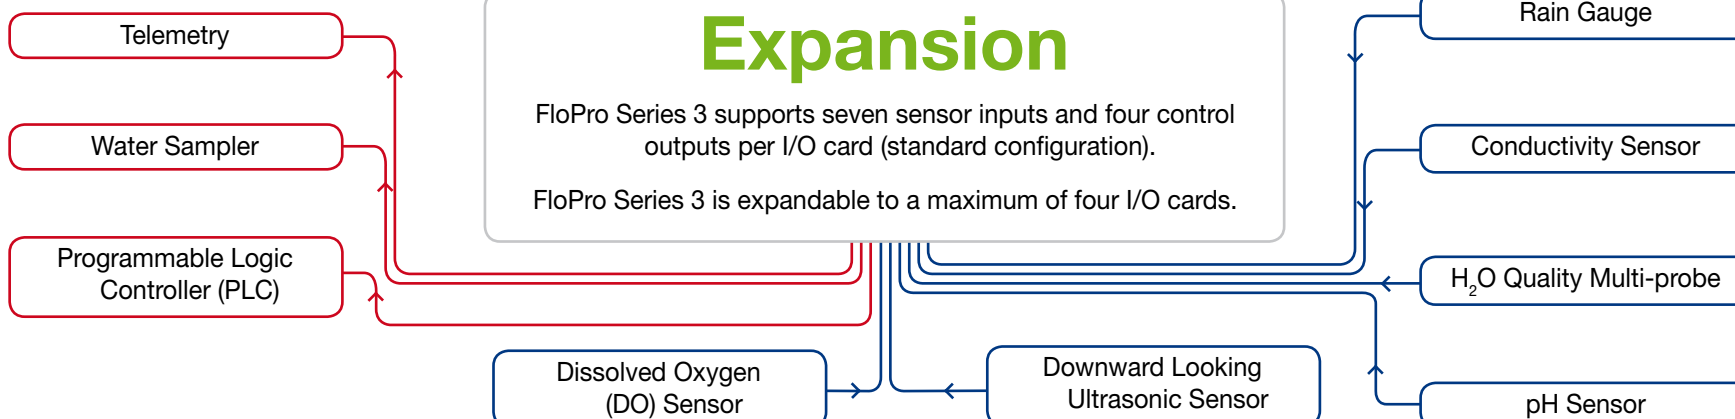 Telemetry
Water Sampler
Programmable Logic
Controller (PLC)
Expansion
FloPro Series 3 supports seven sensor inputs and four control
outputs per I/O card (standard configuration).
FloPro Series 3 is expandable to a maximum of four I/O cards.
Rain Gauge
Conductivity Sensor
H₂O Quality Multi-probe
Dissolved Oxygen
(DO) Sensor
Downward Looking
Ultrasonic Sensor
pH Sensor